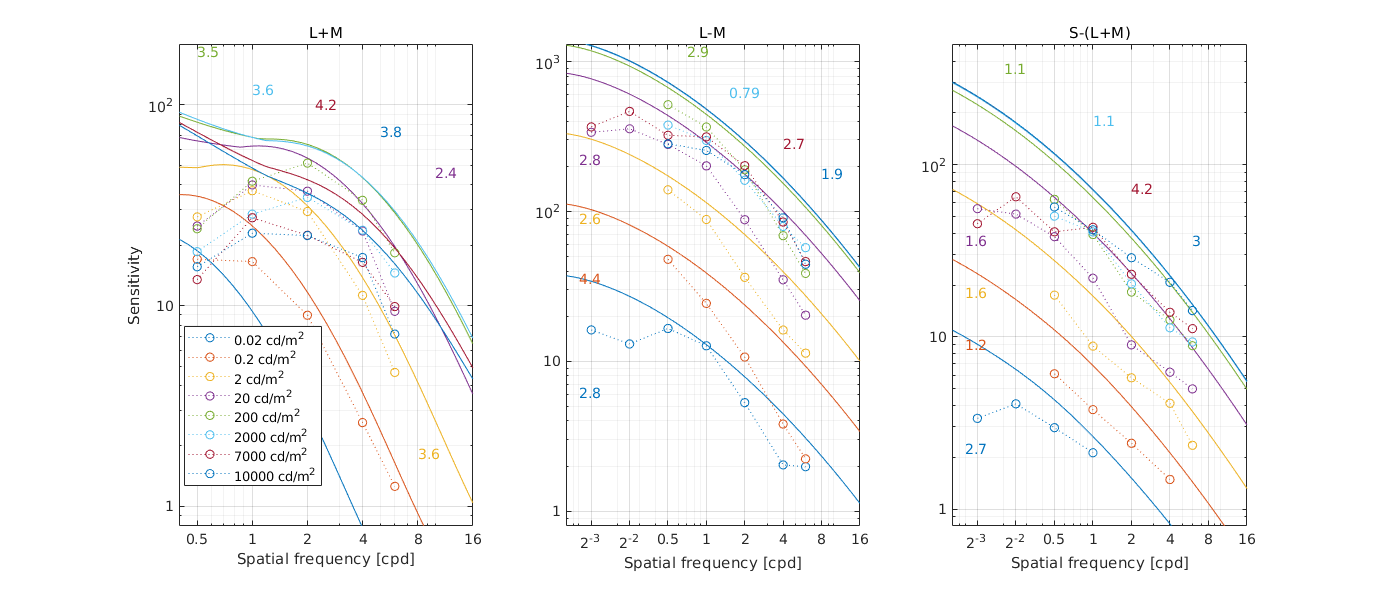 L+M
3.5
3.6
4.2
3.8
2.4
3.6
10²
10
1
Sensitivity
0.02 cd/m²
0.2 cd/m²
2 cd/m²
20 cd/m²
200 cd/m²
2000 cd/m²
7000 cd/m²
10000 cd/m²
0.5 1 2 4 8 16
Spatial frequency [cpd]
L-M
2.9
0.79
2.7
1.9
2.8
2.6
4.4
2.8
10³
10²
10
1
2⁻³ 2⁻² 0.5 1 2 4 8 16
Spatial frequency [cpd]
S-(L+M)
1.1
1.1
4.2
3
1.6
1.6
1.2
2.7
10²
10
1
2⁻³ 2⁻² 0.5 1 2 4 8 16
Spatial frequency [cpd]